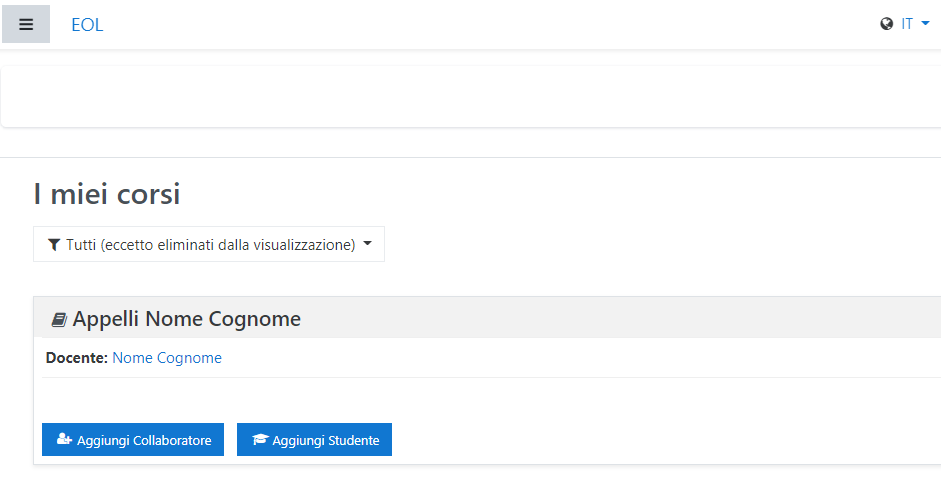 EOL
IT
I miei corsi
Tutti (eccetto eliminati dalla visualizzazione)
Appelli Nome Cognome
Docente: Nome Cognome
Aggiungi Collaboratore
Aggiungi Studente